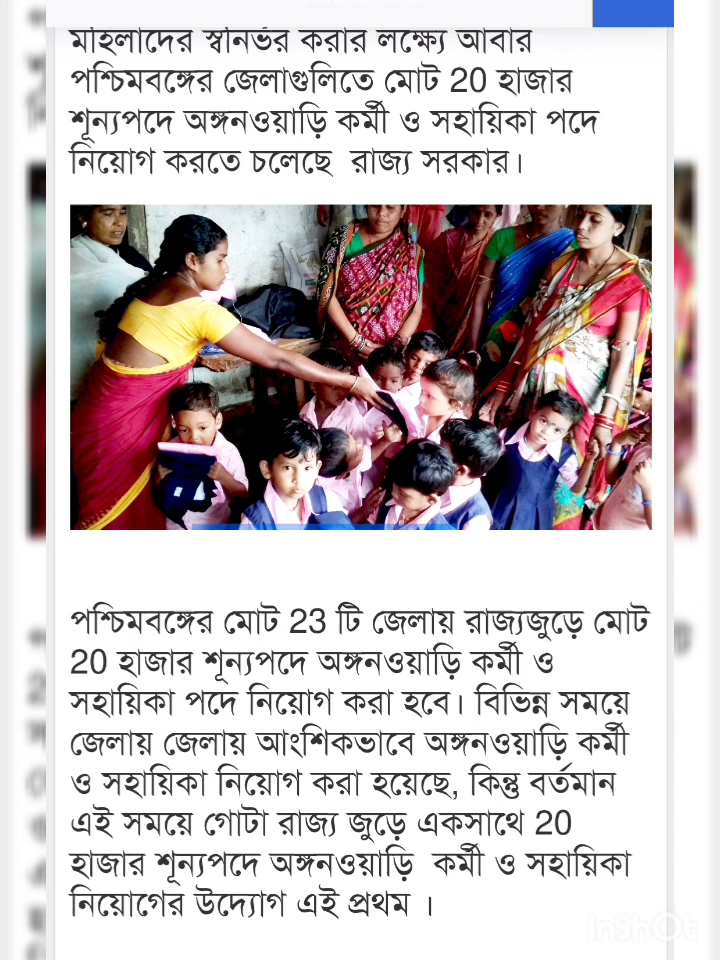 মহিলাদের স্বনির্ভর করার লক্ষ্যে আবার
পশ্চিমবঙ্গের জেলাগুলিতে মোট 20 হাজার
শূন্যপদে অঙ্গনওয়াড়ি কর্মী ও সহায়িকা পদে
নিয়োগ করতে চলেছে রাজ্য সরকার।
পশ্চিমবঙ্গের মোট 23 টি জেলায় রাজ্যজুড়ে মোট
20 হাজার শূন্যপদে অঙ্গনওয়াড়ি কর্মী ও
সহায়িকা পদে নিয়োগ করা হবে। বিভিন্ন সময়ে
জেলায় জেলায় আংশিকভাবে অঙ্গনওয়াড়ি কর্মী
ও সহায়িকা নিয়োগ করা হয়েছে, কিন্তু বর্তমান
এই সময়ে গোটা রাজ্য জুড়ে একসাথে 20
হাজার শূন্যপদে অঙ্গনওয়াড়ি কর্মী ও সহায়িকা
নিয়োগের উদ্যোগ এই প্রথম ।
InShOt